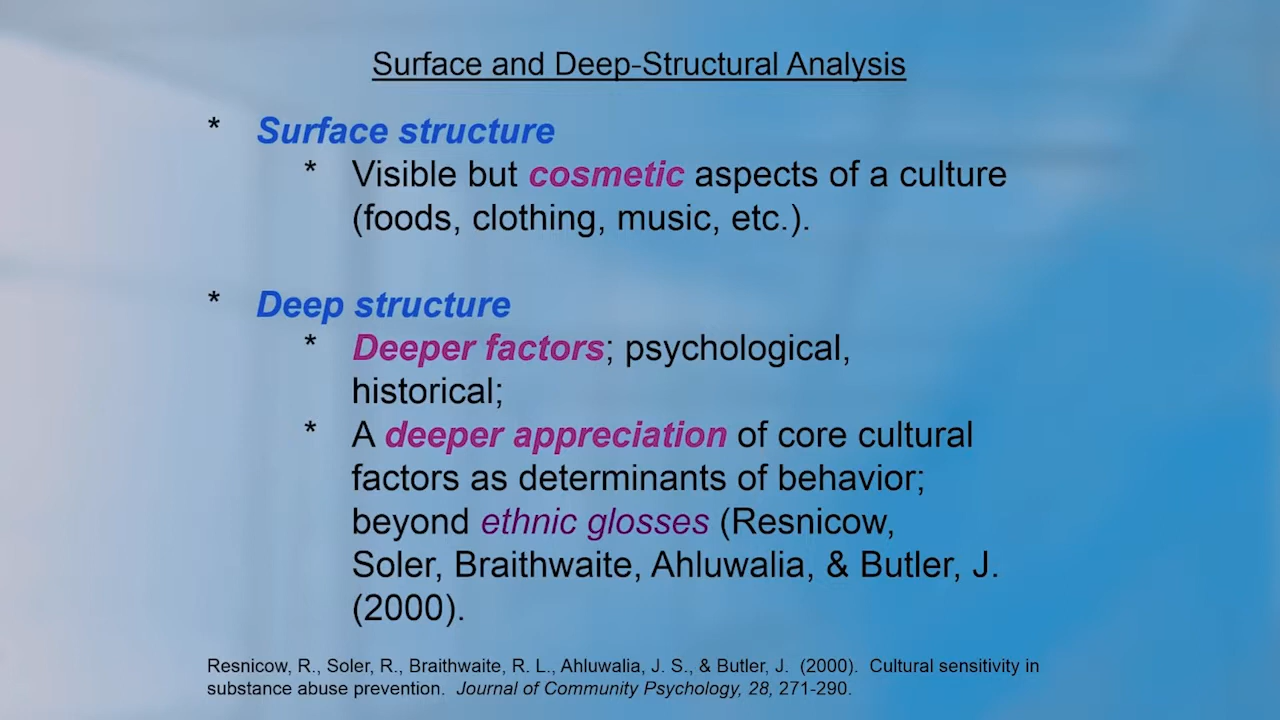 Surface and Deep-Structural Analysis
* Surface structure
* Visible but cosmetic aspects of a culture
(foods, clothing, music, etc.).
* Deep structure
* Deeper factors; psychological,
historical;
* A deeper appreciation of core cultural
factors as determinants of behavior;
beyond ethnic glosses (Resnicow,
Soler, Braithwaite, Ahluwalia, & Butler, J.
(2000).
Resnicow, R., Soler, R., Braithwaite, R. L., Ahluwalia, J. S., & Butler, J. (2000). Cultural sensitivity in
substance abuse prevention. Journal of Community Psychology, 28, 271-290.